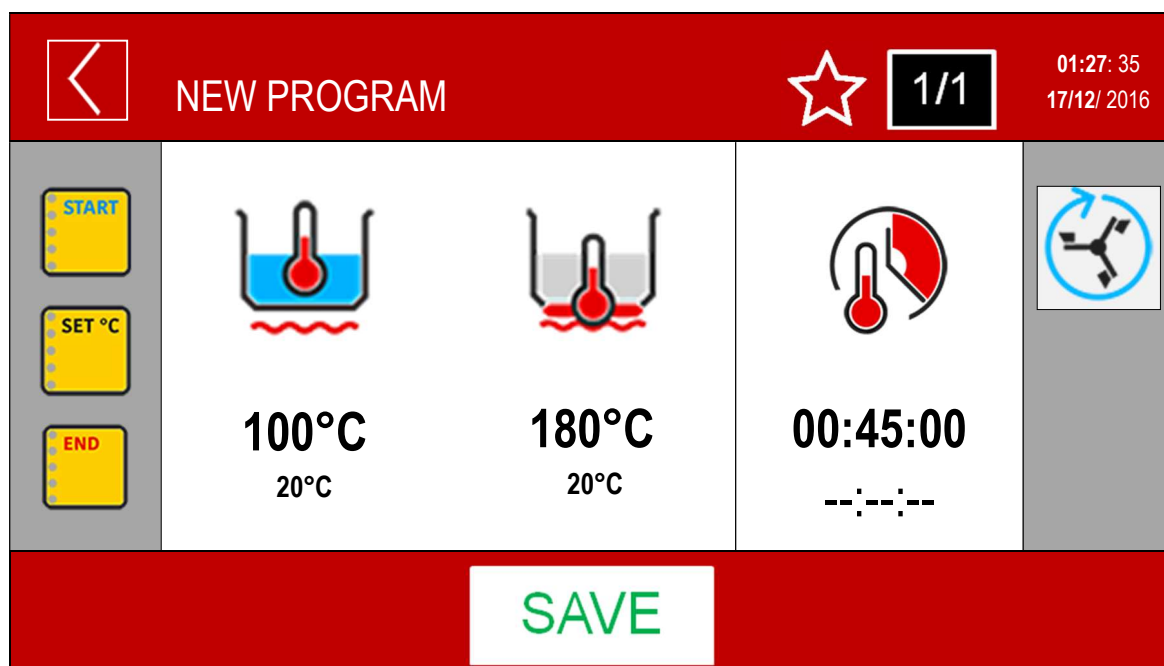 NEW PROGRAM
1/1
01:27: 35
17/12/ 2016
START
SET °C
END
100°C
20°C
180°C
20°C
00:45:00
--:--:--
SAVE